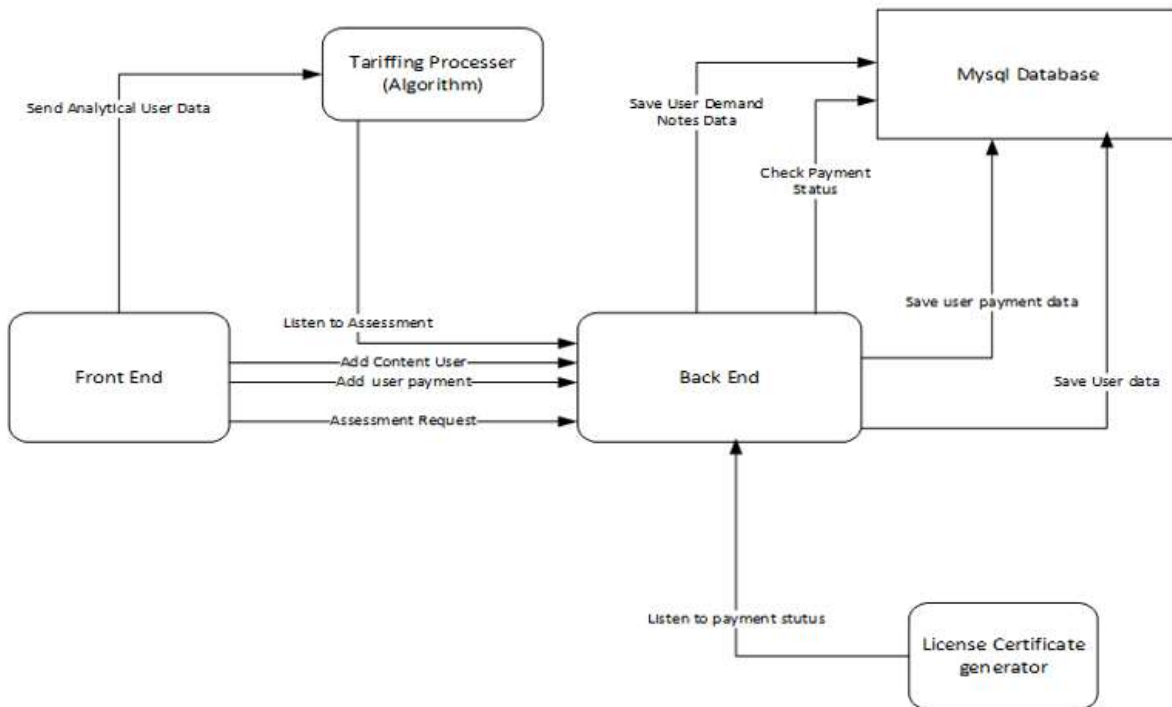 Tariffing Processer
(Algorithm)
Mysql Database
Send Analytical User Data
Save User Demand
Notes Data
Check Payment
Status
Save user payment data
Listen to Assessment
Add Content User
Front End
Back End
Add user payment
Save User data
Assessment Request
Listen to payment stutus
License Certificate
generator